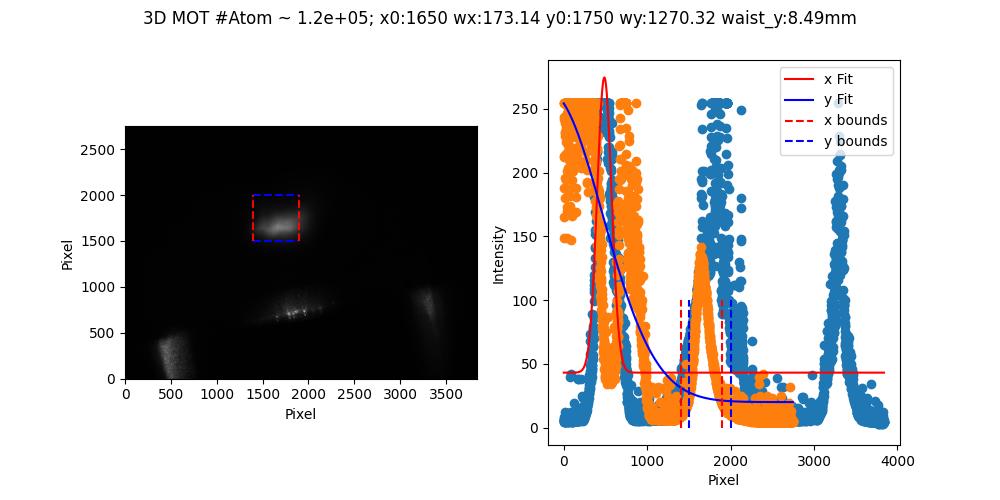 3D MOT #Atom ~ 1.2e+05; x0:1650 wx:173.14 y0:1750 wy:1270.32 waist_y:8.49mm
Pixel
2500
2000
1500
1000
500
0
0 500 1000 1500 2000 2500 3000 3500
Pixel
Intensity
250
200
150
100
50
0
0 1000 2000 3000 4000
Pixel
x Fit
y Fit
x bounds
y bounds